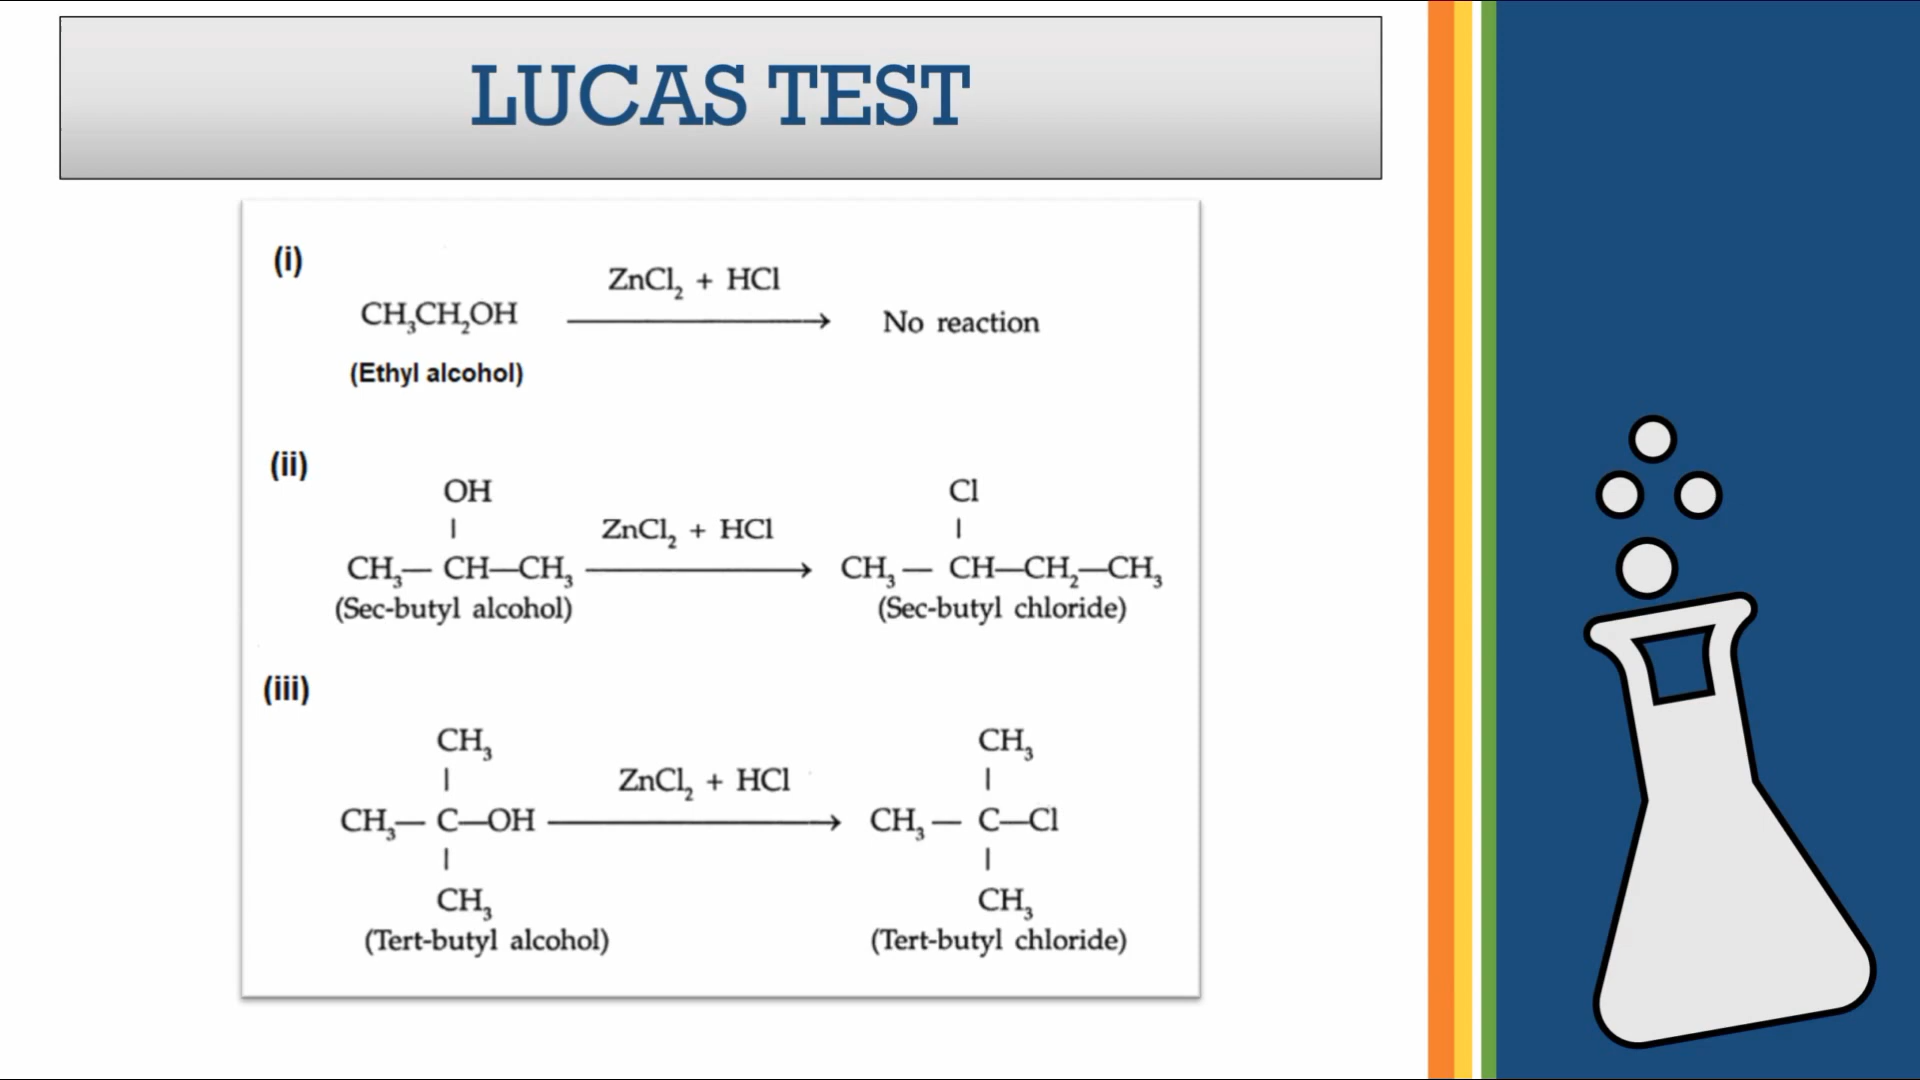 LUCAS TEST
(i)
ZnCl₂ + HCl
CH₃CH₂OH ⟶ No reaction
(Ethyl alcohol)
(ii)
OH Cl
| ZnCl₂ + HCl |
CH₃— CH—CH₃ ⟶ CH₃ — CH—CH₂—CH₃
(Sec-butyl alcohol) (Sec-butyl chloride)
(iii)
CH₃ CH₃
| ZnCl₂ + HCl |
CH₃— C—OH ⟶ CH₃ — C—Cl
| |
CH₃ CH₃
(Tert-butyl alcohol) (Tert-butyl chloride)